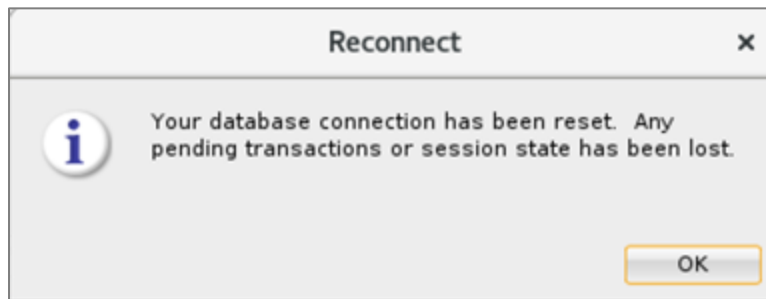 Reconnect
Your database connection has been reset.  Any
pending transactions or session state has been lost.
OK